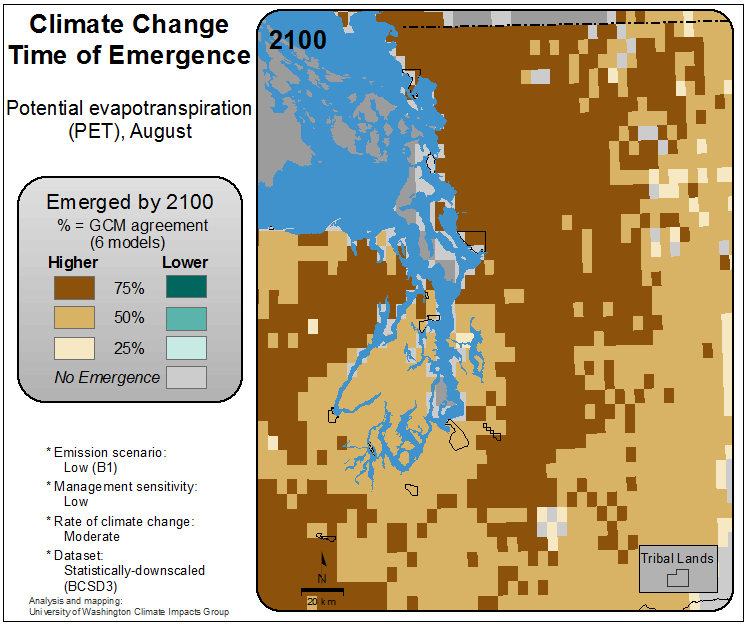 Climate Change
Time of Emergence
Potential evapotranspiration
(PET), August
Emerged by 2100
% = GCM agreement
(6 models)
Higher Lower
75%
50%
25%
No Emergence
* Emission scenario:
Low (B1)
* Management sensitivity:
Low
* Rate of climate change:
Moderate
* Dataset:
Statistically-downscaled
(BCSD3)
Analysis and mapping:
University of Washington Climate Impacts Group
2100
N
20 km
Tribal Lands